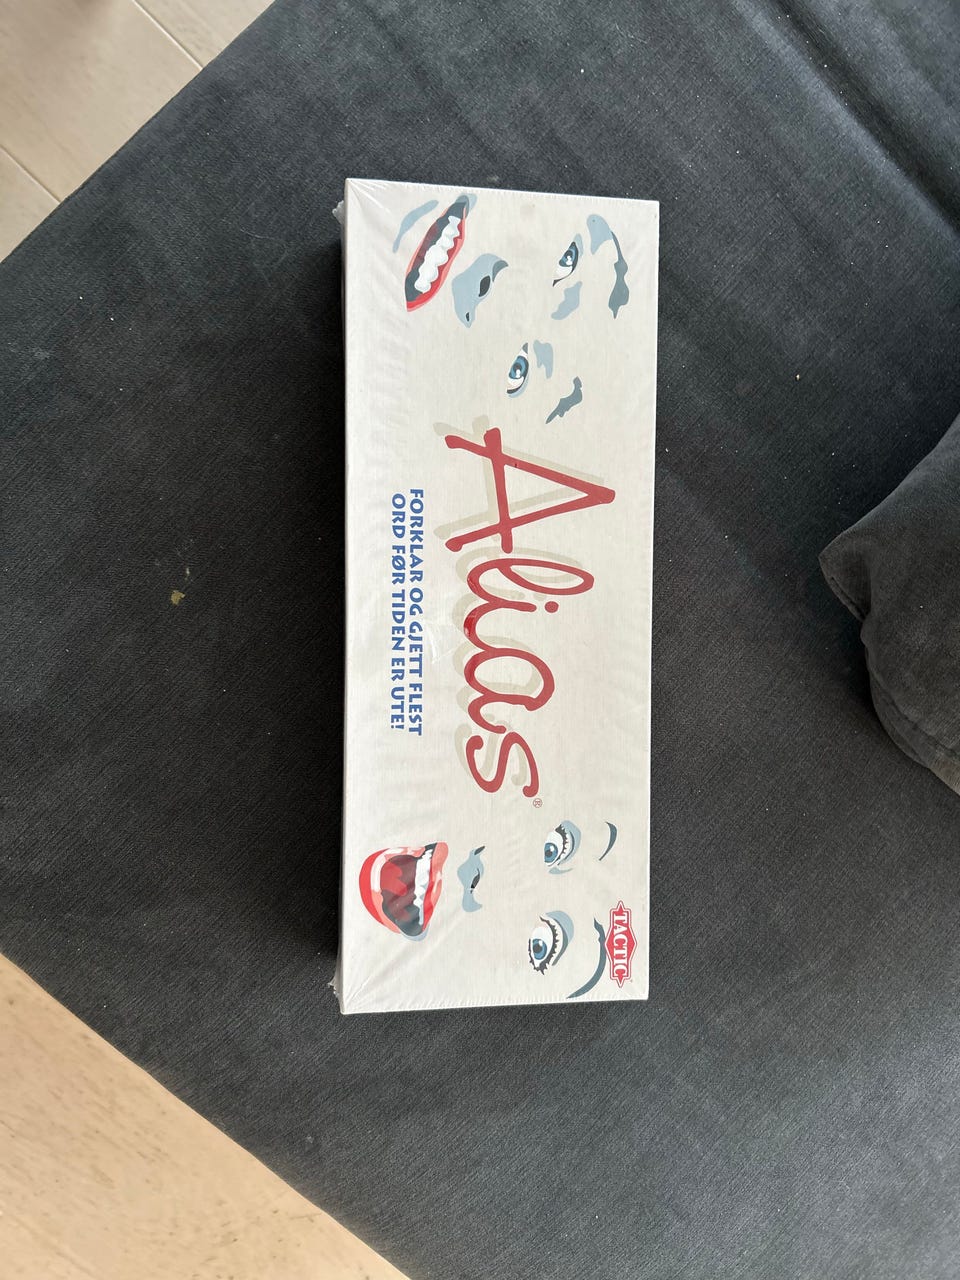 TACTIC
Alias®
FORKLAR OG GJETT FLEST
ORD FØR TIDEN ER UTE!